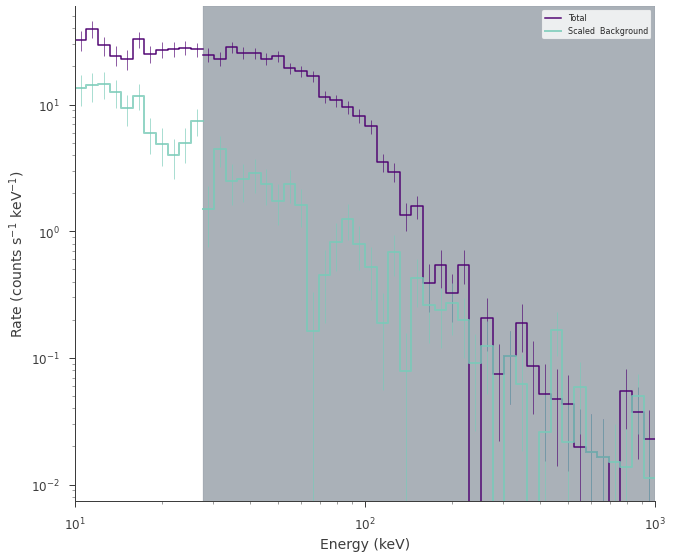 Total
Scaled Background
Rate (counts s⁻¹ keV⁻¹)
10¹
10⁰
10⁻¹
10⁻²
10¹ 10² 10³
Energy (keV)